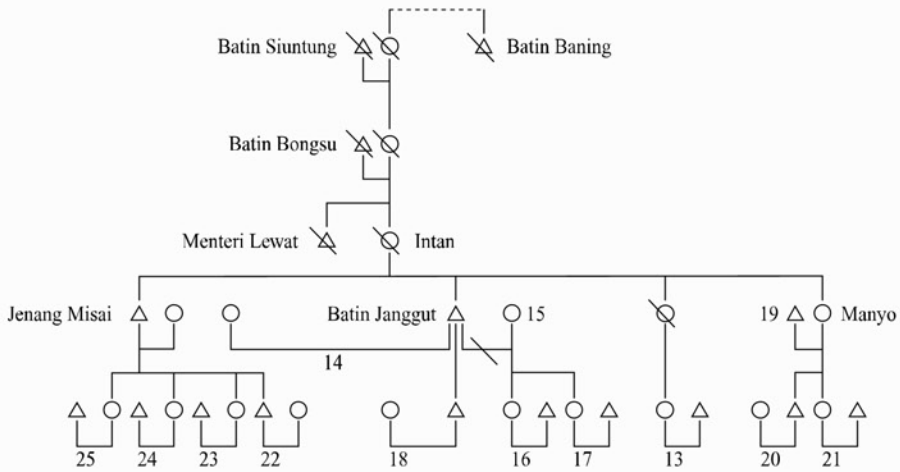 Batin Siuntung
Batin Baning
Batin Bongsu
Menteri Lewat
Intan
Jenang Misai
Batin Janggut
15
19
Manyo
14
25
24
23
22
18
16
17
13
20
21